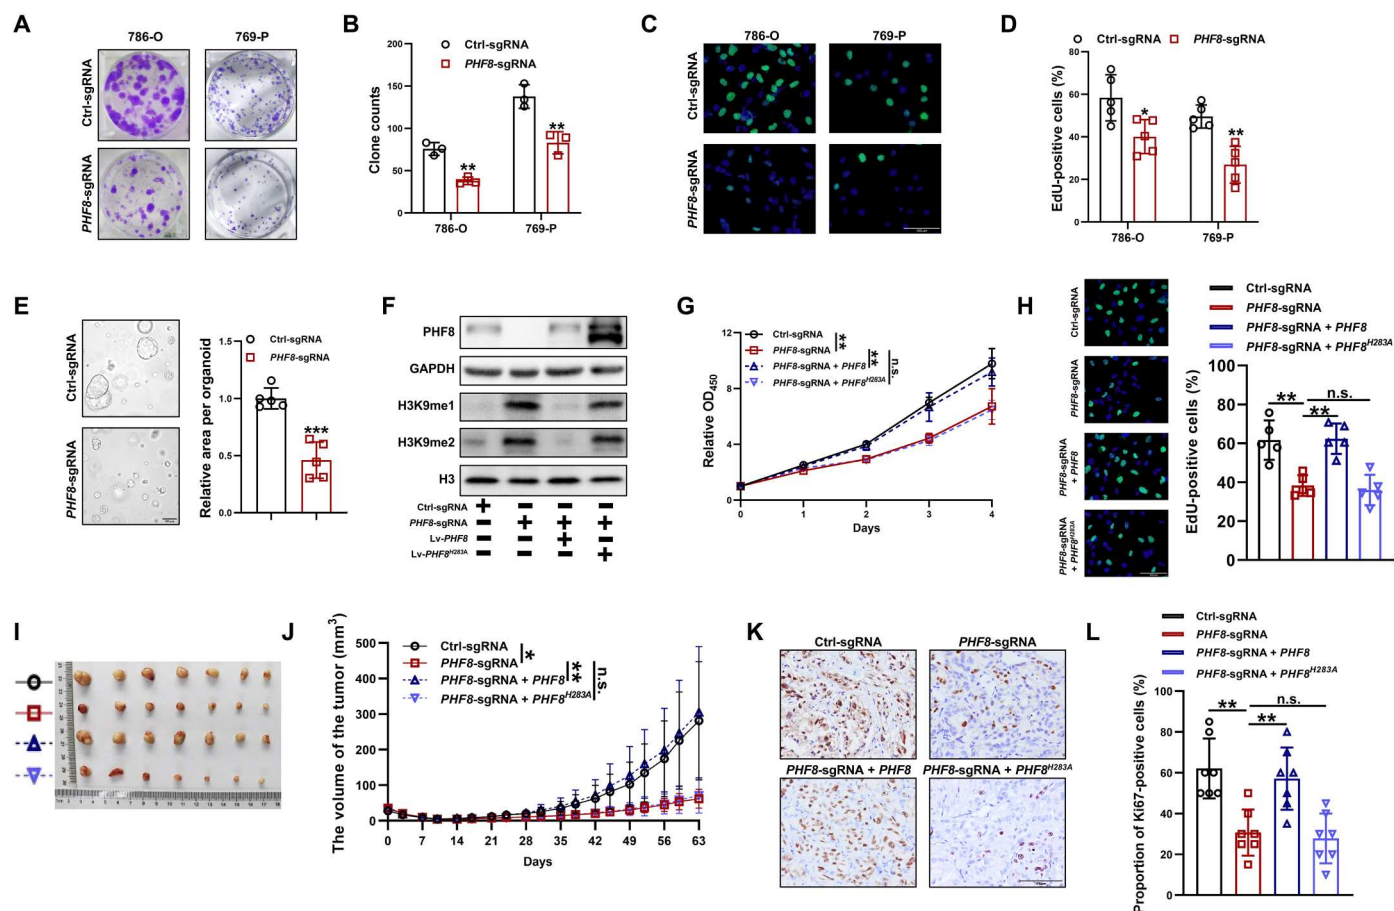 A
786-O
769-P
Ctrl-sgRNA
PHF8-sgRNA
B
Ctrl-sgRNA
PHF8-sgRNA
Clone counts
200
150
100
50
0
**
**
786-O
769-P
C
786-O
769-P
Ctrl-sgRNA
PHF8-sgRNA
D
Ctrl-sgRNA
PHF8-sgRNA
EdU-positive cells (%)
80
60
40
20
0
*
**
786-O
769-P
E
Ctrl-sgRNA
PHF8-sgRNA
Ctrl-sgRNA
PHF8-sgRNA
Relative area per organoid
1.5
1.0
0.5
0.0
***
F
PHF8
GAPDH
H3K9me1
H3K9me2
H3
Ctrl-sgRNA + - - -
PHF8-sgRNA - + + +
Lv-PHF8 - - + -
Lv-PHF8H283A - - - +
G
Relative OD450
12
8
4
0
Ctrl-sgRNA
PHF8-sgRNA
PHF8-sgRNA + PHF8
PHF8-sgRNA + PHF8H283A
**
**
n.s.
0 1 2 3 4
Days
H
Ctrl-sgRNA
PHF8-sgRNA
PHF8-sgRNA + PHF8
PHF8-sgRNA + PHF8H283A
Ctrl-sgRNA
PHF8-sgRNA
PHF8-sgRNA
+ PHF8
PHF8-sgRNA
+ PHF8H283A
EdU-positive cells (%)
100
80
60
40
20
0
**
**
n.s.
I
J
The volume of the tumor (mm3)
500
400
300
200
100
0
Ctrl-sgRNA
PHF8-sgRNA
PHF8-sgRNA + PHF8
PHF8-sgRNA + PHF8H283A
*
**
n.s
0 7 14 21 28 35 42 49 56 63
Days
K
Ctrl-sgRNA
PHF8-sgRNA
PHF8-sgRNA + PHF8
PHF8-sgRNA + PHF8H283A
L
Ctrl-sgRNA
PHF8-sgRNA
PHF8-sgRNA + PHF8
PHF8-sgRNA + PHF8H283A
Proportion of Ki67-positive cells (%)
100
80
60
40
20
0
**
**
n.s.